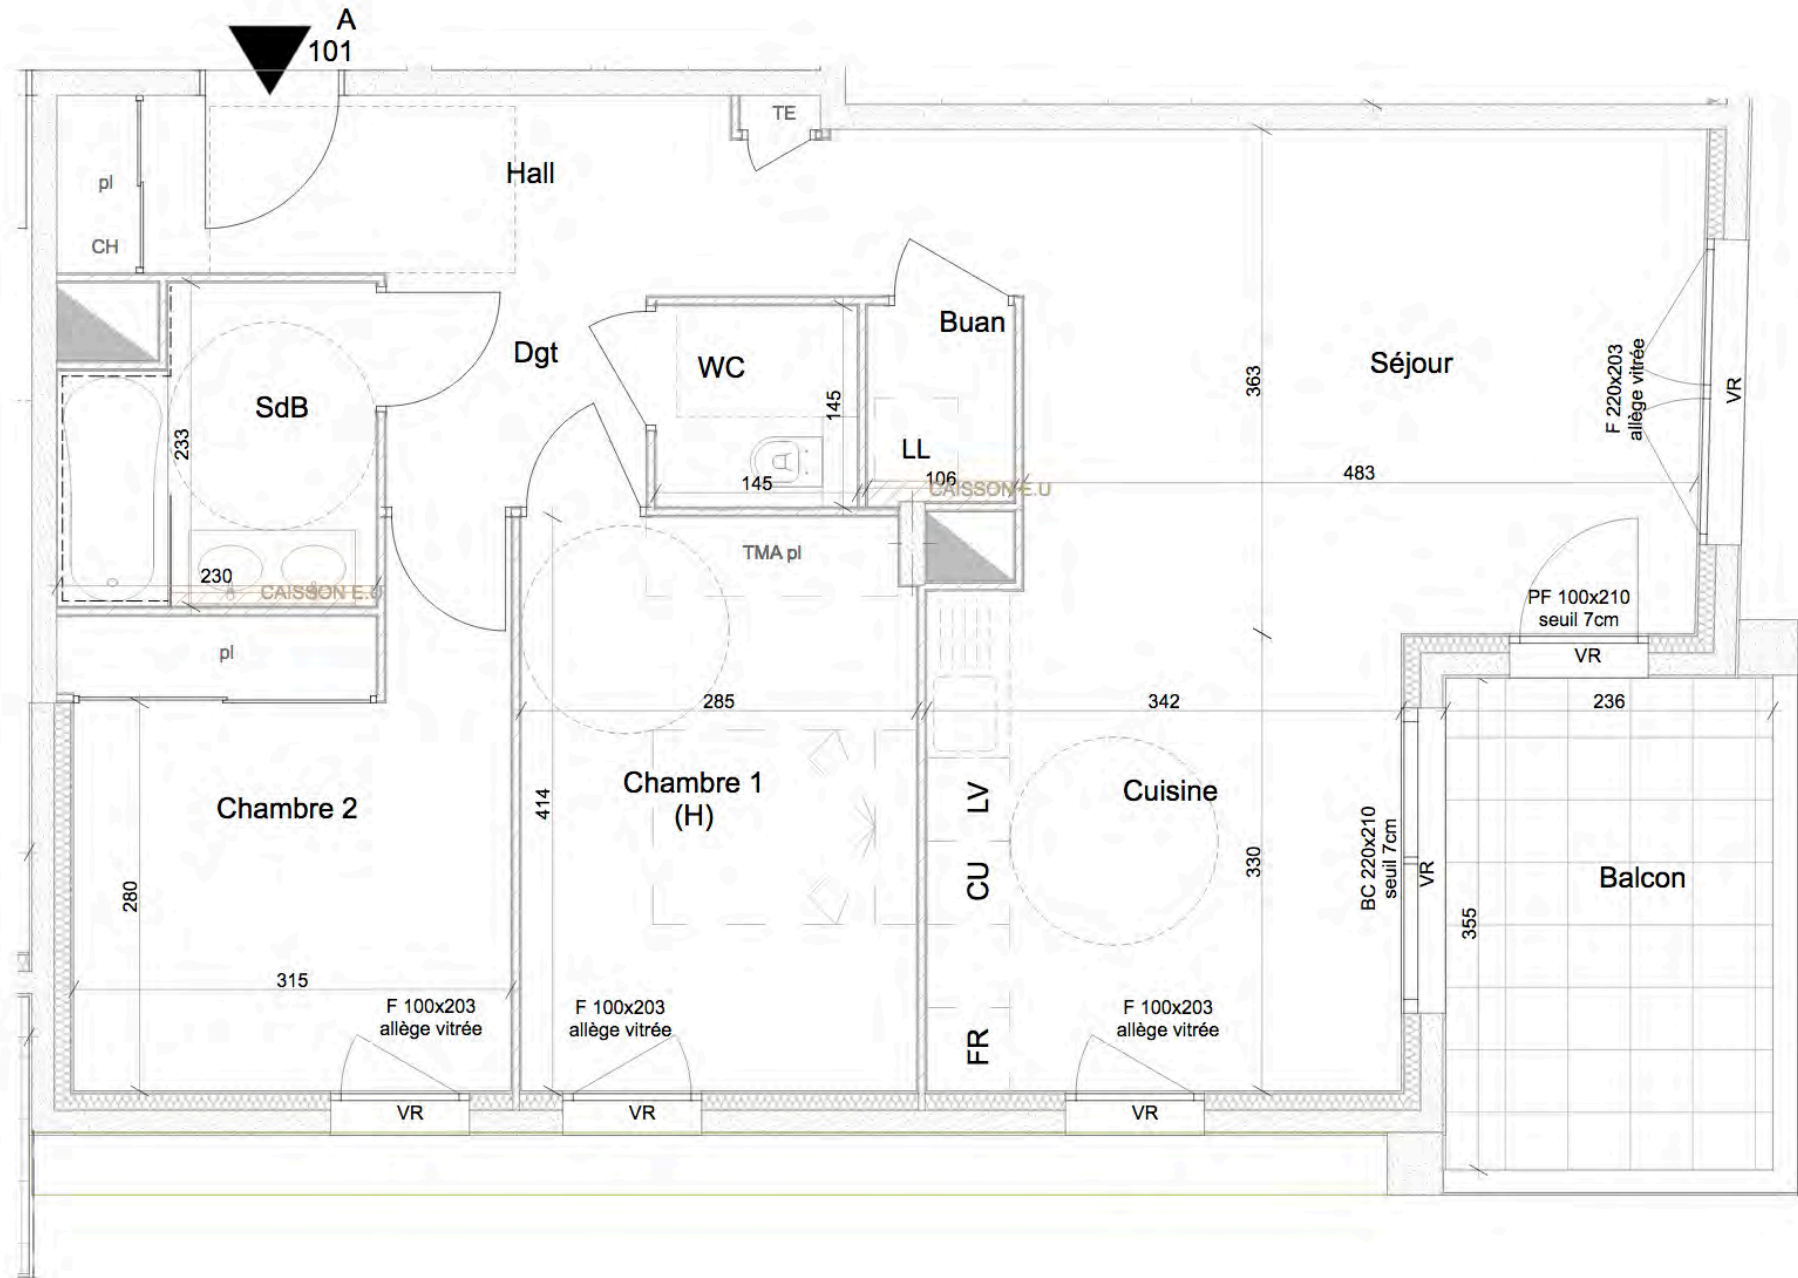 A
101
TE
pl
CH
Hall
Buan
SdB
Dgt
WC
Séjour
F 220x203
allège vitrée
VR
363
145
233
LL
106
145
483
CAISSON E.U
TMA pl
230
CAISSON E.U
PF 100x210
seuil 7cm
VR
pl
285
342
236
Chambre 2
Chambre 1
(H)
LV
Cuisine
414
CU
330
BC 220x210
seuil 7cm
VR
Balcon
280
355
315
F 100x203
allège vitrée
F 100x203
allège vitrée
FR
F 100x203
allège vitrée
VR
VR
VR